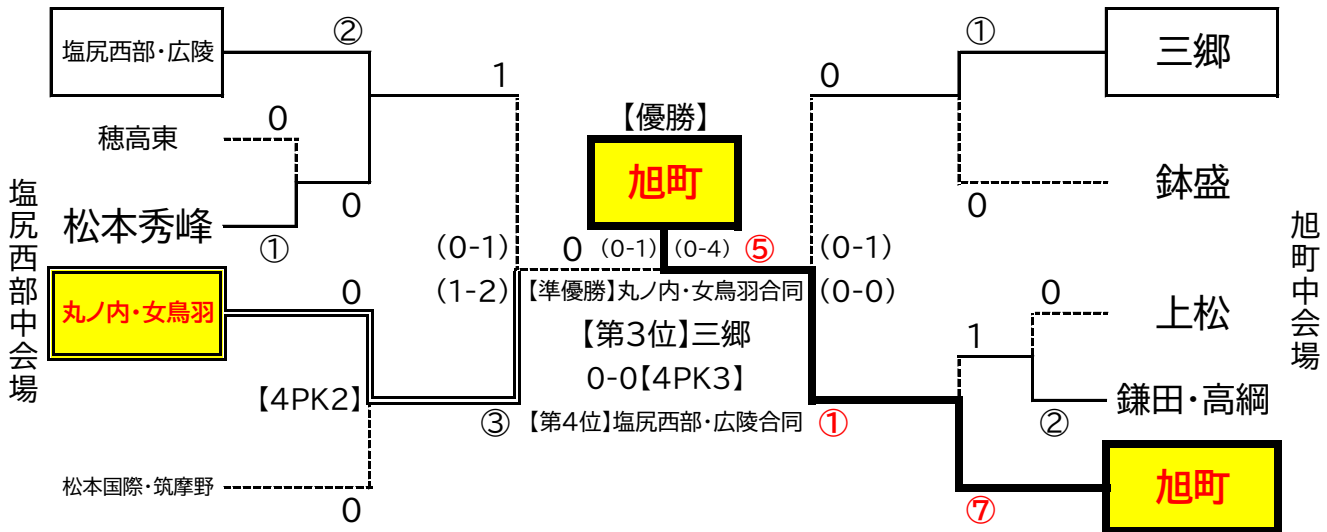 塩尻西部中会場
塩尻西部・広陵
②
穂高東
0
松本秀峰
①
0
1
丸ノ内・女鳥羽
0
【4PK2】
松本国際・筑摩野
0
③
(0-1)
(1-2)
【優勝】
旭町
0
(0-1)
(0-4)
⑤
【準優勝】丸ノ内・女鳥羽合同
【第3位】三郷
0-0【4PK3】
【第4位】塩尻西部・広陵合同
(0-1)
(0-0)
①
0
①
三郷
0
鉢盛
0
上松
1
②
鎌田・高綱
⑦
旭町
旭町中会場